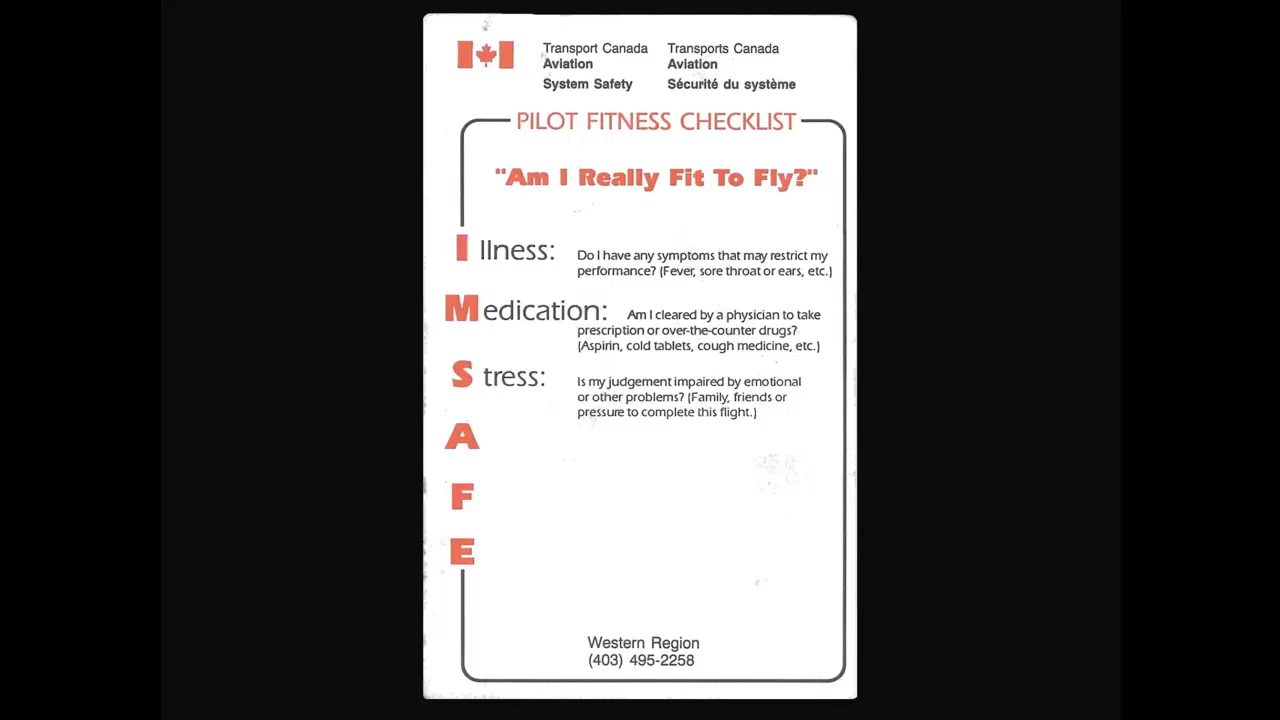 Transport Canada Transports Canada
Aviation Aviation
System Safety Sécurité du système
PILOT FITNESS CHECKLIST
"Am I Really Fit To Fly?"
Illness: Do I have any symptoms that may restrict my
performance? (Fever, sore throat or ears, etc.)
Medication: Am I cleared by a physician to take
prescription or over-the-counter drugs?
(Aspirin, cold tablets, cough medicine, etc.)
Stress: Is my judgement impaired by emotional
or other problems? (Family, friends or
pressure to complete this flight.)
A
F
E
Western Region
(403) 495-2258